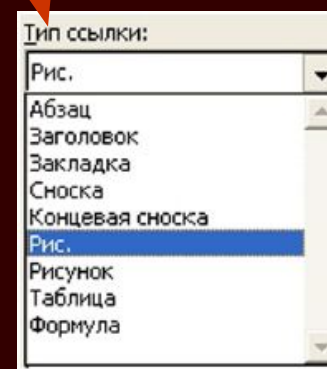 Тип ссылки:
Рис.
Абзац
Заголовок
Закладка
Сноска
Концевая сноска
Рис.
Рисунок
Таблица
Формула